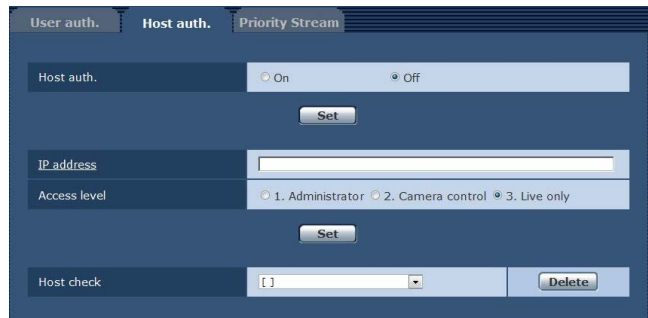 User auth. Host auth. Priority Stream
Host auth. On Off
Set
IP address
Access level 1. Administrator 2. Camera control 3. Live only
Set
Host check [ ] Delete